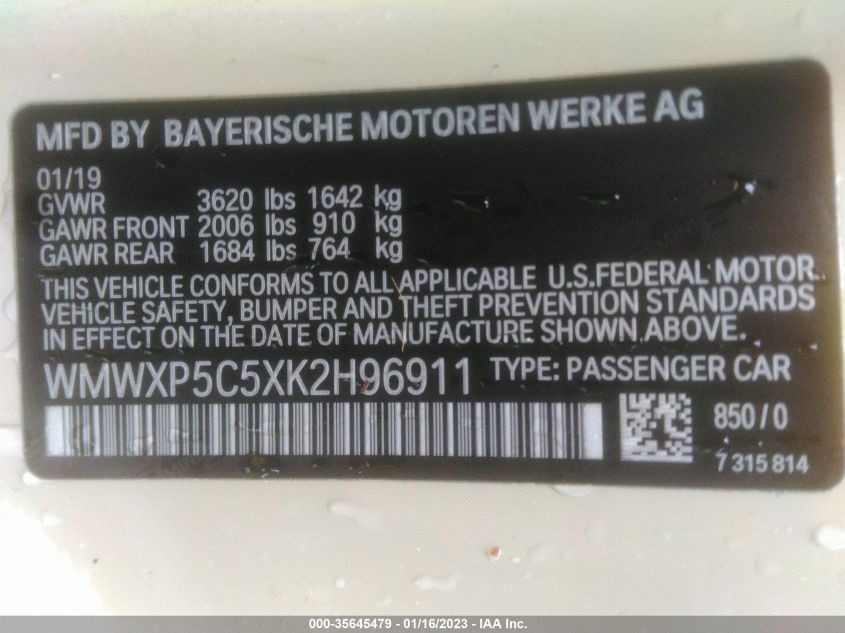 MFD BY BAYERISCHE MOTOREN WERKE AG
01/19
GVWR 3620 lbs 1642 kg
GAWR FRONT 2006 lbs 910 kg
GAWR REAR 1684 lbs 764 kg
THIS VEHICLE CONFORMS TO ALL APPLICABLE U.S.FEDERAL MOTOR
VEHICLE SAFETY, BUMPER AND THEFT PREVENTION STANDARDS
IN EFFECT ON THE DATE OF MANUFACTURE SHOWN ABOVE.
WMWXP5C5XK2H96911 TYPE: PASSENGER CAR
850/0
7 315 814
000-35645479 - 01/16/2023 - IAA Inc.